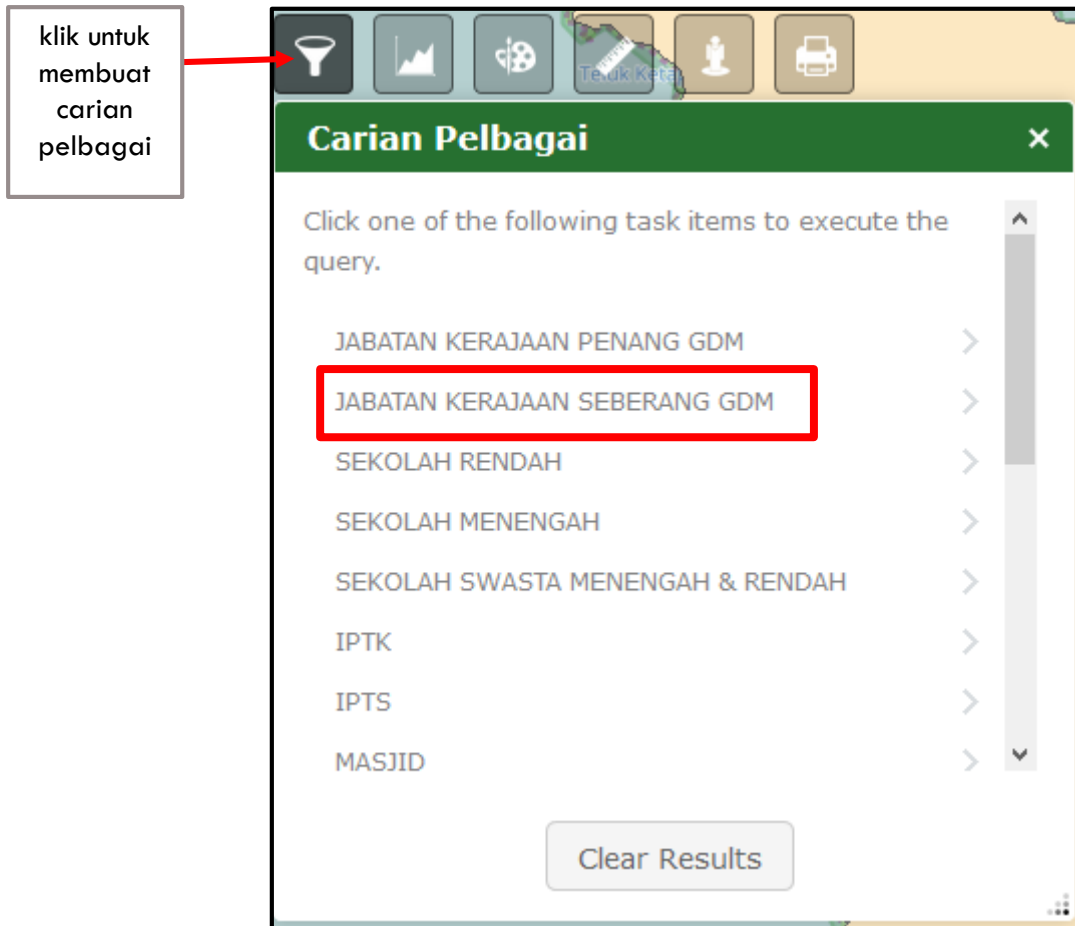 klik untuk
membuat
carian
pelbagai
Teluk Ketap
Carian Pelbagai
Click one of the following task items to execute the
query.
JABATAN KERAJAAN PENANG GDM
JABATAN KERAJAAN SEBERANG GDM
SEKOLAH RENDAH
SEKOLAH MENENGAH
SEKOLAH SWASTA MENENGAH & RENDAH
IPTK
IPTS
MASJID
Clear Results